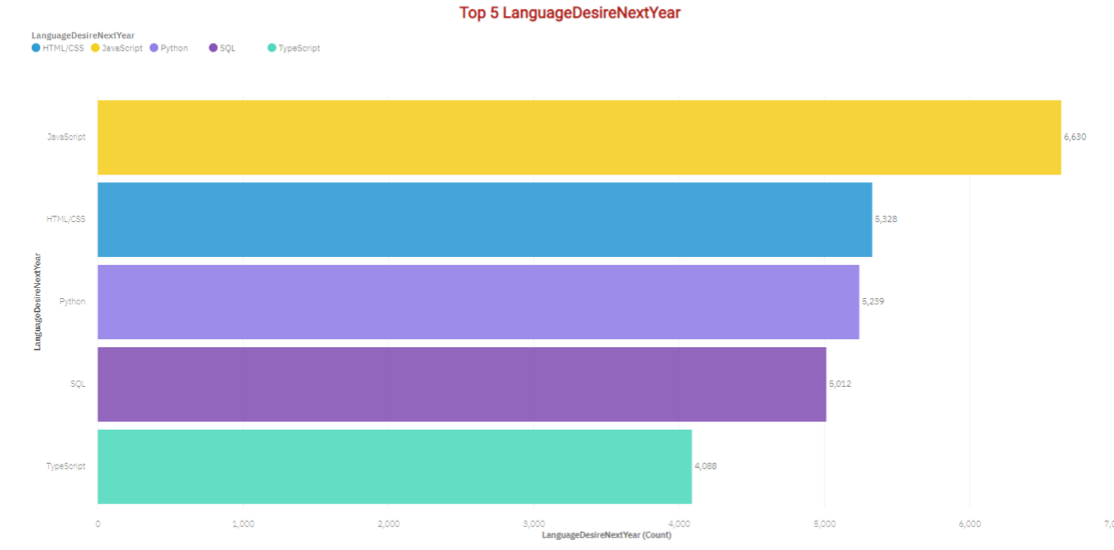 Top 5 LanguageDesireNextYear
LanguageDesireNextYear
HTML/CSS JavaScript Python SQL TypeScript
LanguageDesireNextYear
JavaScript 6,630
HTML/CSS 5,328
Python 5,239
SQL 5,012
TypeScript 4,088
0 1,000 2,000 3,000 4,000 5,000 6,000
LanguageDesireNextYear (Count)